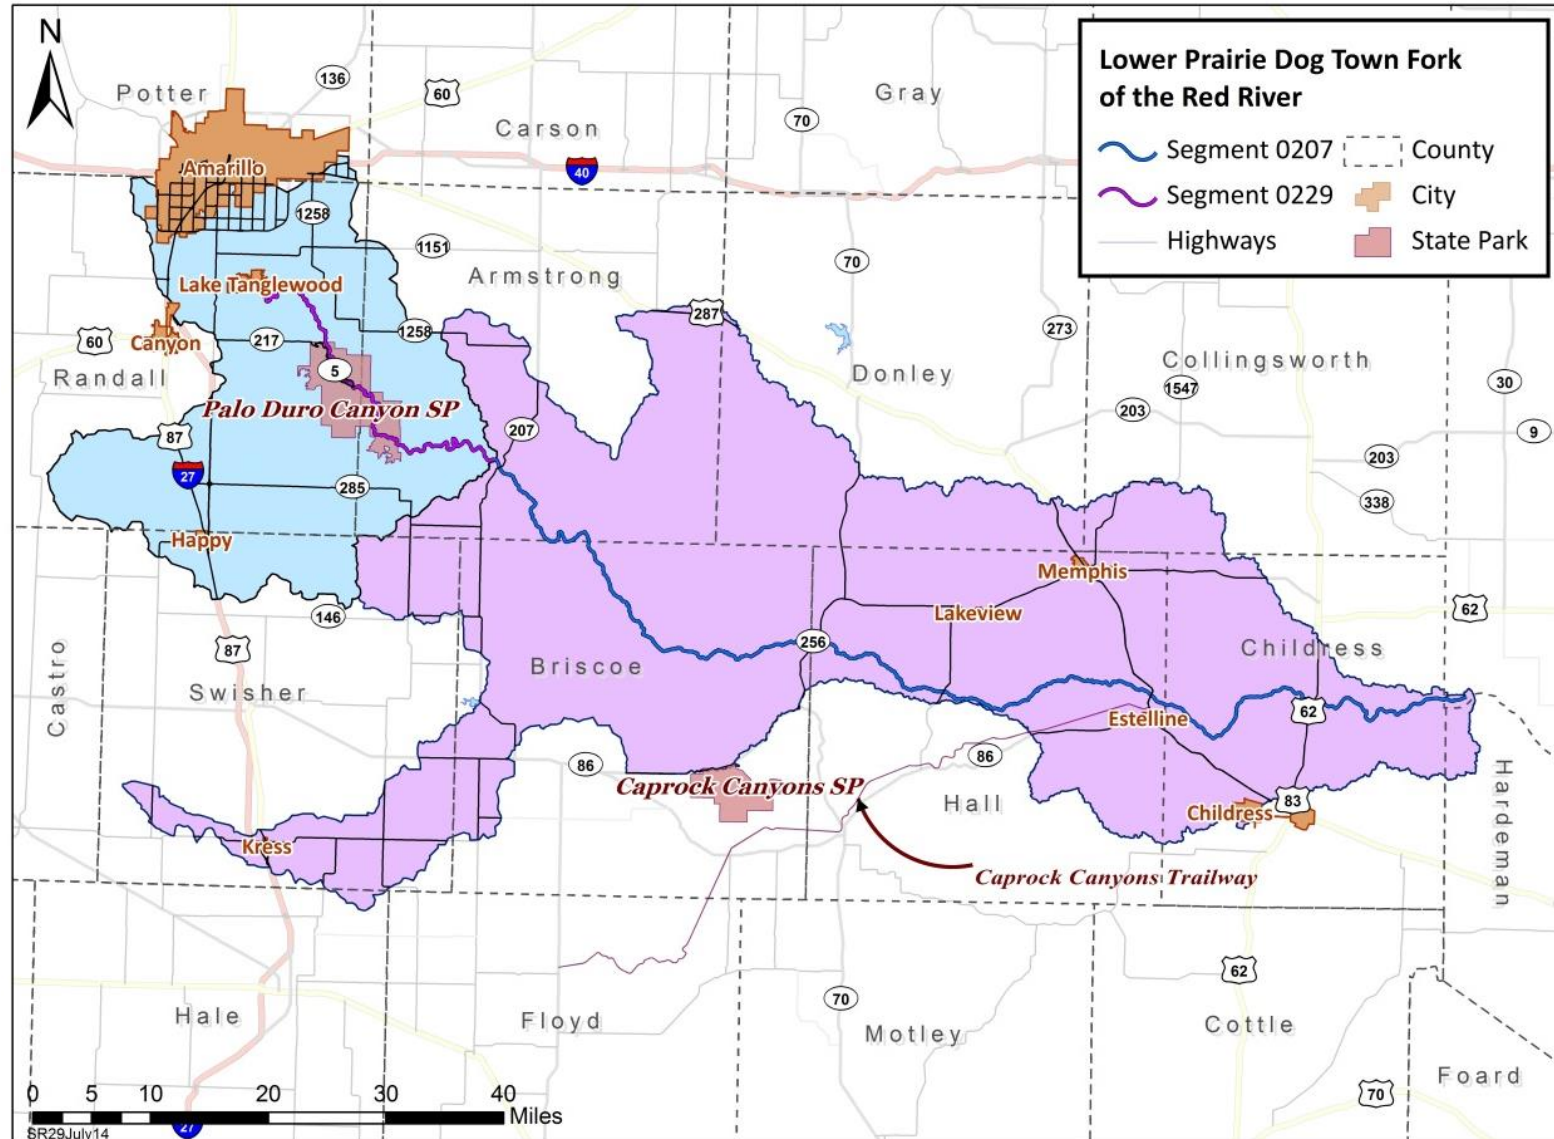 N
Lower Prairie Dog Town Fork
of the Red River
Segment 0207
County
Segment 0229
City
Highways
State Park
Potter
136
60
Carson
Gray
70
40
Amarillo
1258
1151
Armstrong
70
Lake Tanglewood
287
273
60
Canyon
217
1258
Randall
5
Donley
Collingsworth
1547
30
203
9
Palo Duro Canyon SP
207
87
27
203
285
338
Happy
Memphis
146
Lakeview
62
87
256
Castro
Briscoe
Childress
Swisher
Estelline
62
86
86
Caprock Canyons SP
Hall
83
Childress
Hardeman
Kress
Caprock Canyons Trailway
62
70
Hale
Floyd
Motley
Cottle
Foard
70
0 5 10 20 30 40
Miles
SR29July14
27